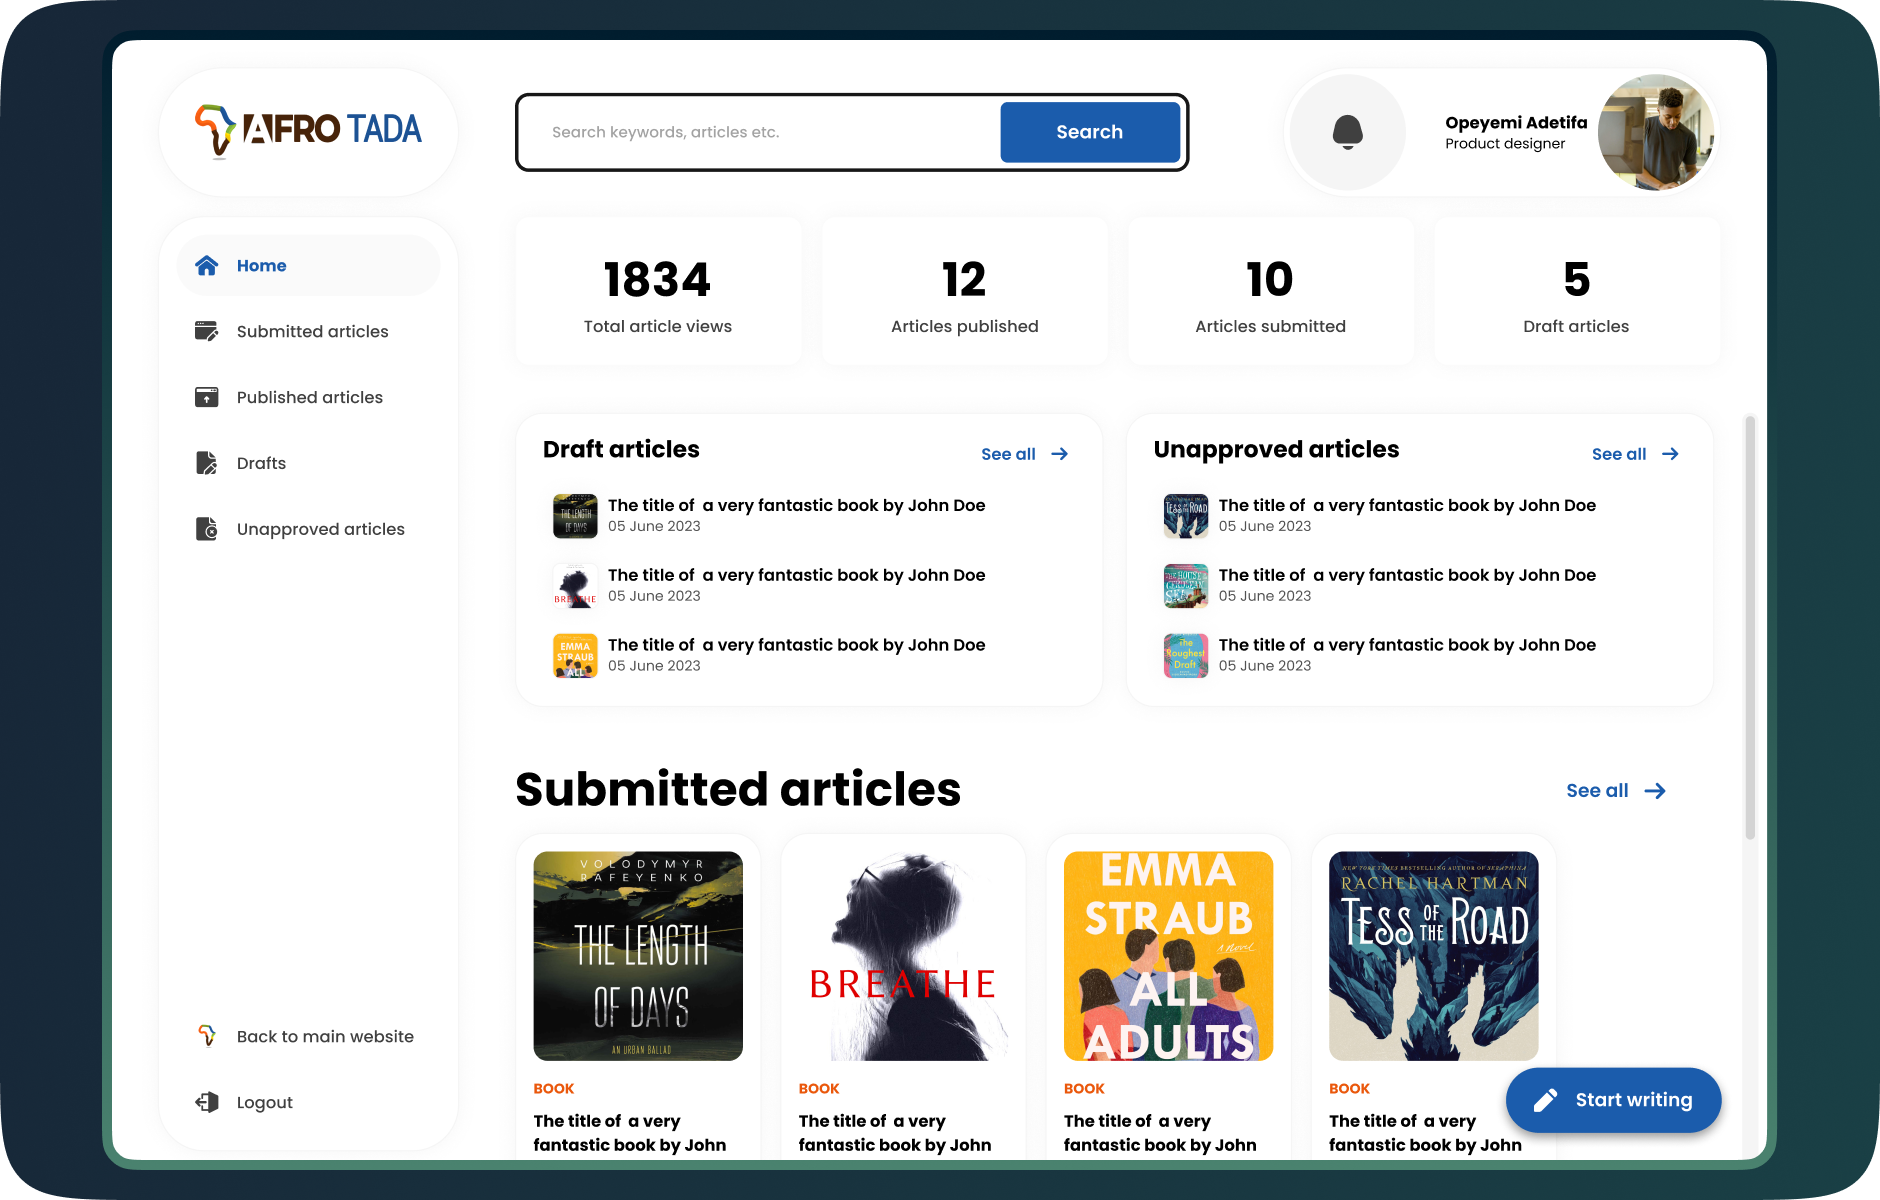 AFRO TADA
Search keywords, articles etc.
Search
Opeyemi Adetifa
Product designer
Home
Submitted articles
Published articles
Drafts
Unapproved articles
Back to main website
Logout
1834
Total article views
12
Articles published
10
Articles submitted
5
Draft articles
Draft articles
See all
THE LENGTH
OF DAYS
The title of a very fantastic book by John Doe
05 June 2023
BREATHE
The title of a very fantastic book by John Doe
05 June 2023
EMMA
STRAUB
ALL
The title of a very fantastic book by John Doe
05 June 2023
Unapproved articles
See all
TESS OF THE ROAD
The title of a very fantastic book by John Doe
05 June 2023
THE HOUSE
CERULEAN
SEA
The title of a very fantastic book by John Doe
05 June 2023
The
Roughest
Draft
The title of a very fantastic book by John Doe
05 June 2023
Submitted articles
See all
VOLODYMYR
RAFEYENKO
THE LENGTH
OF DAYS
AN URBAN BALLAD
BOOK
The title of a very
fantastic book by John
BREATHE
BOOK
The title of a very
fantastic book by John
EMMA
STRAUB
A Novel
ALL
ADULTS
BOOK
The title of a very
fantastic book by John
NEW YORK TIMES BESTSELLING AUTHOR OF SERAPHINA
RACHEL HARTMAN
TESS OF THE ROAD
BOOK
The title of a very
fantastic book by John
Start writing